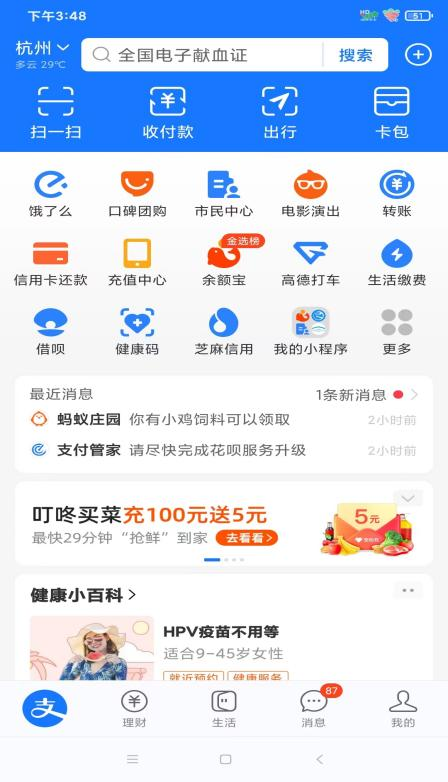 下午3:48
51
杭州
多云 29℃
全国电子献血证
搜索
扫一扫
收付款
出行
卡包
饿了么
口碑团购
市民中心
电影演出
转账
金选榜
信用卡还款
充值中心
余额宝
高德打车
生活缴费
借呗
健康码
芝麻信用
我的小程序
更多
最近消息
1条新消息
蚂蚁庄园 你有小鸡饲料可以领取 2小时前
支付管家 请尽快完成花呗服务升级 2小时前
叮咚买菜充100元送5元
最快29分钟“抢鲜”到家 去看看>
5元
健康小百科>
HPV疫苗不用等
适合9-45岁女性
就近预约 健康服务
支
87
理财
生活
消息
我的